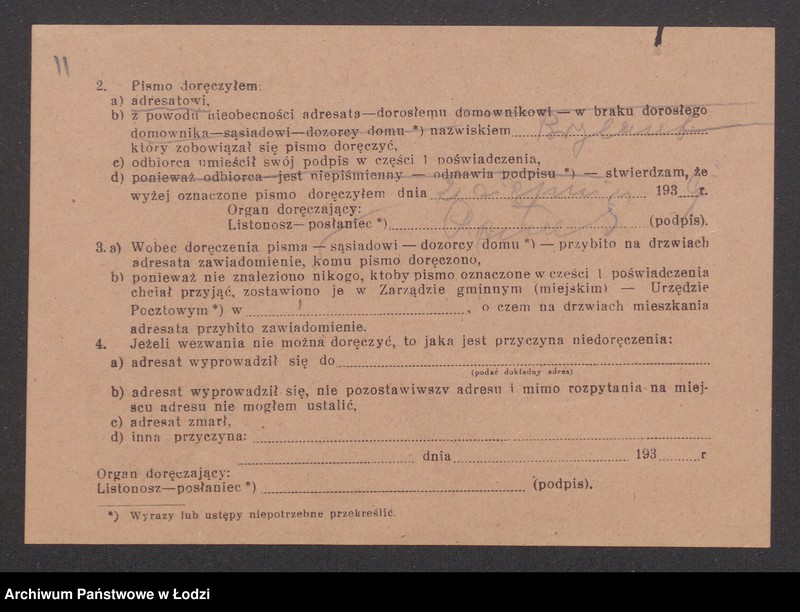 11
2. Pismo doręczyłem:
a) adresatowi,
b) z powodu nieobecności adresata—dorosłemu domownikowi — w braku dorosłego
domownika—sąsiadowi—dozorcy domu *) nazwiskiem
który zobowiązał się pismo doręczyć,
c) odbiorca umieścił swój podpis w części 1 poświadczenia,
d) ponieważ odbiorca—jest niepiśmienny — odmawia podpisu *) — stwierdzam, że
wyżej oznaczone pismo doręczyłem dnia 193 r.
Organ doręczający:
Listonosz—posłaniec *) (podpis).
3. a) Wobec doręczenia pisma — sąsiadowi — dozorcy domu *) — przybito na drzwiach
adresata zawiadomienie, komu pismo doręczono,
b) ponieważ nie znaleziono nikogo, ktoby pismo oznaczone w części 1 poświadczenia
chciał przyjąć, zostawiono je w Zarządzie gminnym (miejskim) — Urzędzie
Pocztowym *) w , o czem na drzwiach mieszkania
adresata przybito zawiadomienie.
4. Jeżeli wezwania nie można doręczyć, to jaka jest przyczyna niedoręczenia:
a) adresat wyprowadził się do
(podać dokładny adres)
b) adresat wyprowadził się, nie pozostawiwszy adresu i mimo rozpytania na miej-
scu adresu nie mogłem ustalić,
c) adresat zmarł,
d) inna przyczyna:
dnia 193 r
Organ doręczający:
Listonosz—posłaniec *) (podpis).
*) Wyrazy lub ustępy niepotrzebne przekreślić.
Archiwum Państwowe w Łodzi